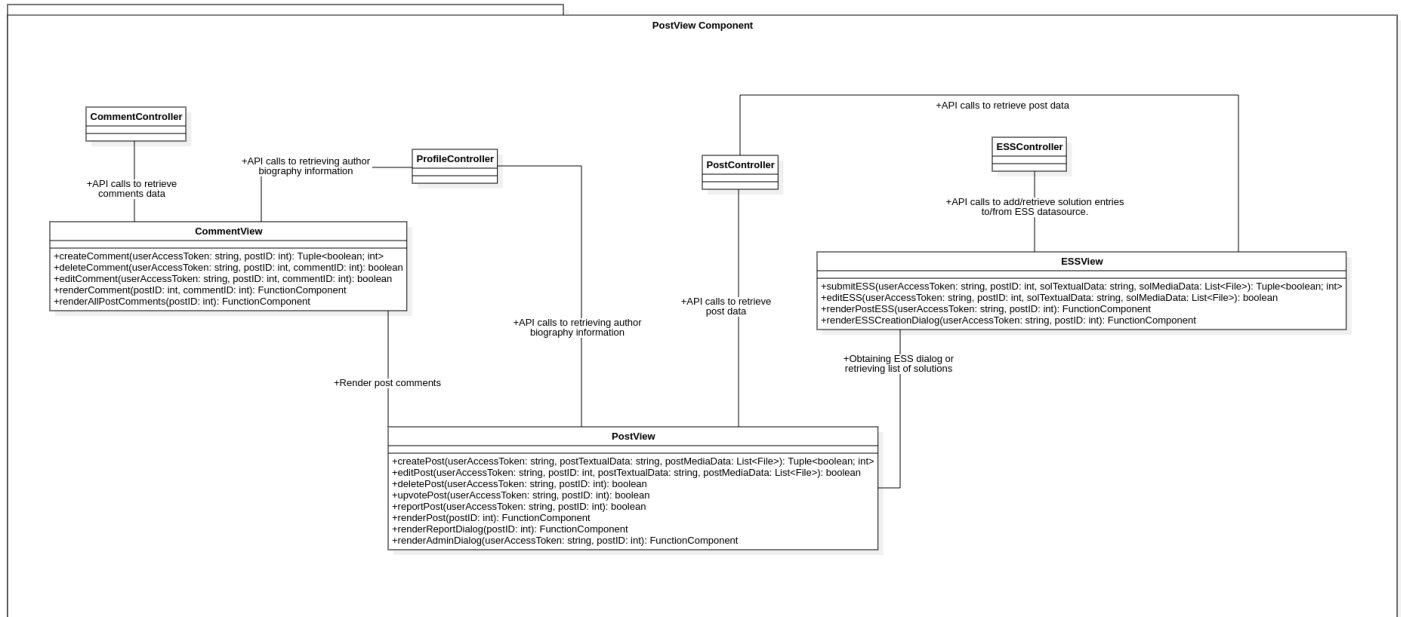 PostView Component
+API calls to retrieve post data
CommentController
ESSController
ProfileController
PostController
+API calls to retrieving author
biography information
+API calls to retrieve
comments data
+API calls to add/retrieve solution entries
to/from ESS datasource.
CommentView
+createComment(userAccessToken: string, postID: int): Tuple<boolean; int>
+deleteComment(userAccessToken: string, postID: int, commentID: int): boolean
+editComment(userAccessToken: string, postID: int, commentID: int): boolean
+renderComment(postID: int, commentID: int): FunctionComponent
+renderAllPostComments(postID: int): FunctionComponent
ESSView
+submitESS(userAccessToken: string, postID: int, solTextualData: string, solMediaData: List<File>): Tuple<boolean; int>
+editESS(userAccessToken: string, postID: int, solTextualData: string, solMediaData: List<File>): boolean
+renderPostESS(userAccessToken: string, postID: int): FunctionComponent
+renderESSCreationDialog(userAccessToken: string, postID: int): FunctionComponent
+API calls to retrieve
post data
+API calls to retrieving author
biography information
+Obtaining ESS dialog or
retrieving list of solutions
+Render post comments
PostView
+createPost(userAccessToken: string, postTextualData: string, postMediaData: List<File>): Tuple<boolean; int>
+editPost(userAccessToken: string, postID: int, postTextualData: string, postMediaData: List<File>): boolean
+deletePost(userAccessToken: string, postID: int): boolean
+upvotePost(userAccessToken: string, postID: int): boolean
+reportPost(userAccessToken: string, postID: int): boolean
+renderPost(postID: int): FunctionComponent
+renderReportDialog(postID: int): FunctionComponent
+renderAdminDialog(userAccessToken: string, postID: int): FunctionComponent